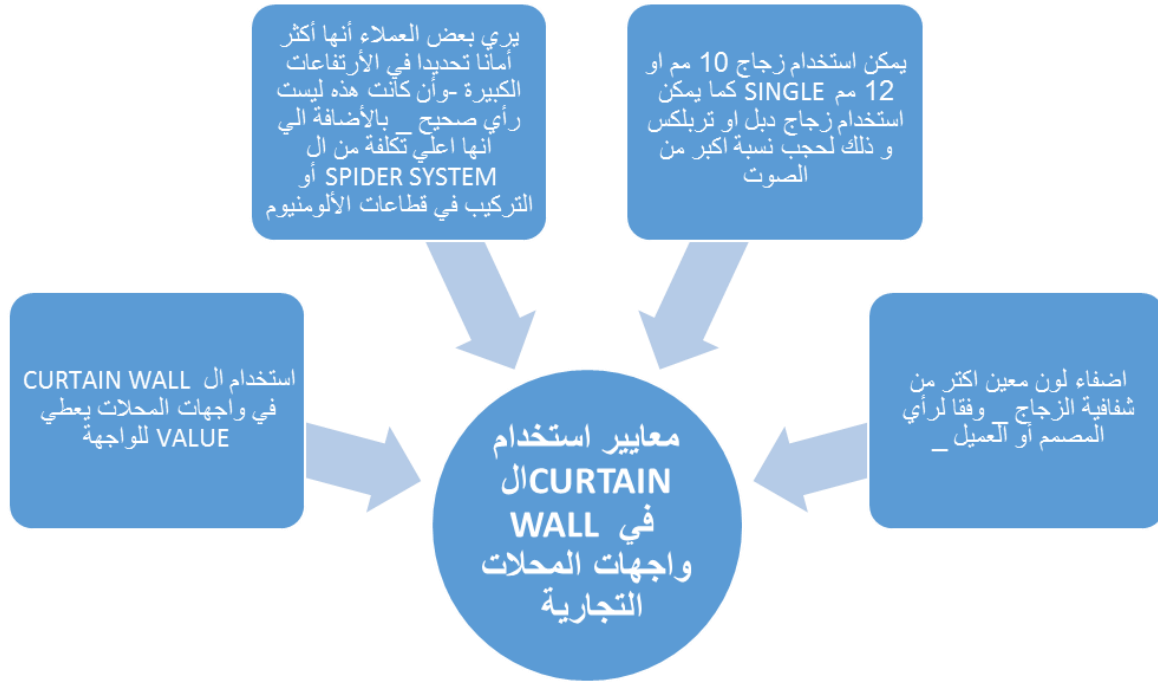 يري بعض العملاء أنها أكثر
أمانا تحديدا في الأرتفاعات
الكبيرة -وأن كانت هذه ليست
رأي صحيح _ بالأضافة الي
انها اعلي تكلفة من ال
SPIDER SYSTEM أو
التركيب في قطاعات الألومنيوم
يمكن استخدام زجاج 10 مم او
12 مم SINGLE كما يمكن
استخدام زجاج دبل او تربلكس
و ذلك لحجب نسبة اكبر من
الصوت
استخدام ال CURTAIN WALL
في واجهات المحلات يعطي
VALUE للواجهة
اضفاء لون معين اكتر من
شفافية الزجاج _ وفقا لرأي
المصمم أو العميل _
معايير استخدام
الCURTAIN
WALL في
واجهات المحلات
التجارية